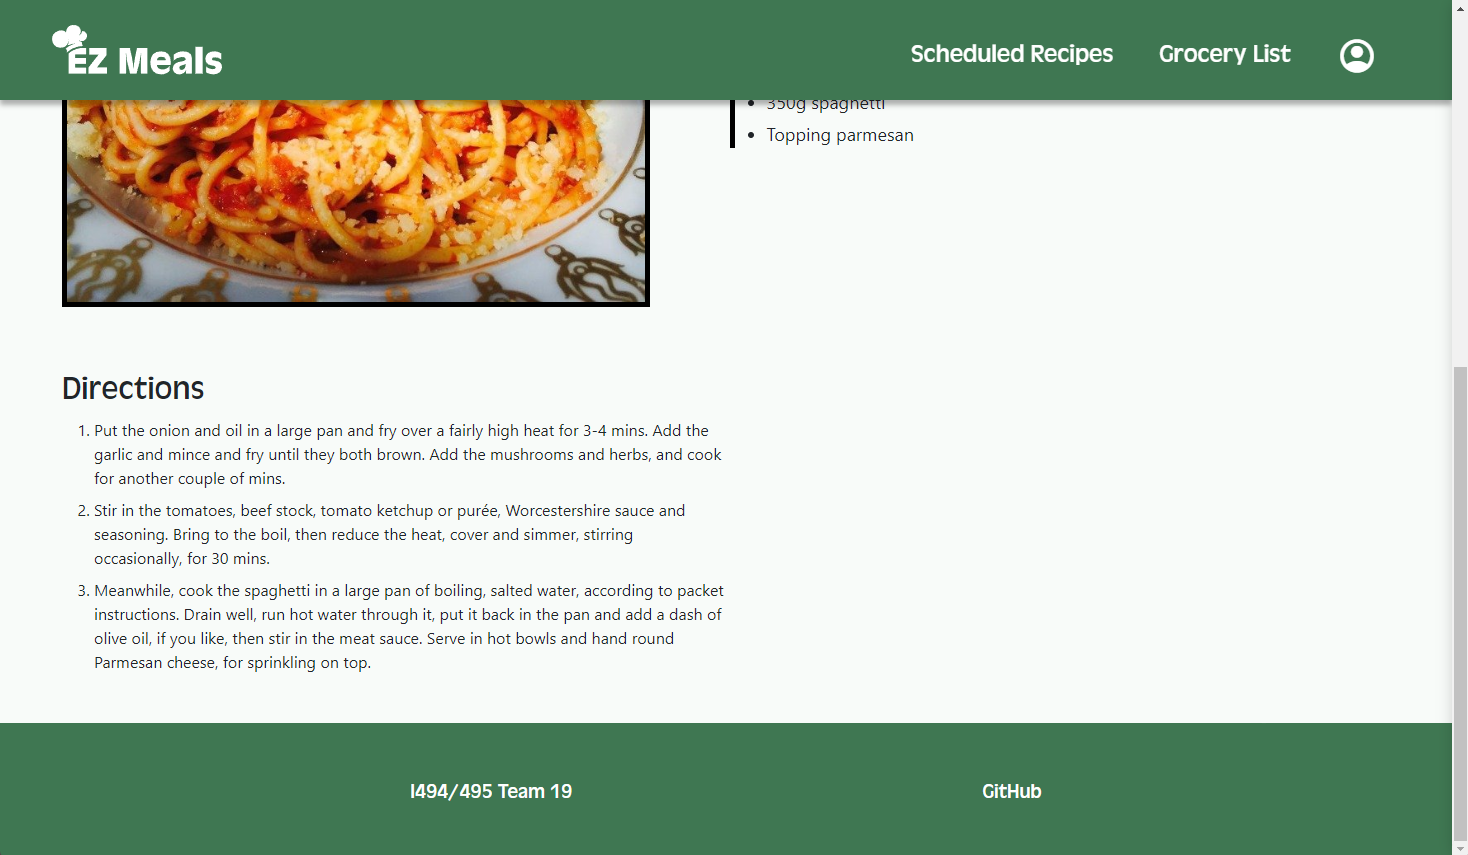 EZ Meals
Scheduled Recipes
Grocery List
350g spaghetti
Topping parmesan
Directions
1. Put the onion and oil in a large pan and fry over a fairly high heat for 3-4 mins. Add the
garlic and mince and fry until they both brown. Add the mushrooms and herbs, and cook
for another couple of mins.
2. Stir in the tomatoes, beef stock, tomato ketchup or purée, Worcestershire sauce and
seasoning. Bring to the boil, then reduce the heat, cover and simmer, stirring
occasionally, for 30 mins.
3. Meanwhile, cook the spaghetti in a large pan of boiling, salted water, according to packet
instructions. Drain well, run hot water through it, put it back in the pan and add a dash of
olive oil, if you like, then stir in the meat sauce. Serve in hot bowls and hand round
Parmesan cheese, for sprinkling on top.
I494/495 Team 19
GitHub